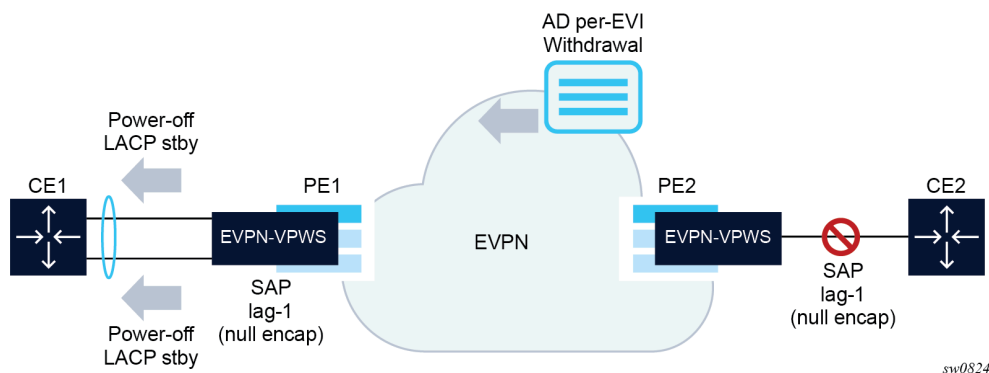 AD per-EVI
Withdrawal
Power-off
LACP stby
CE1
PE1
PE2
CE2
EVPN-VPWS
EVPN
EVPN-VPWS
SAP
lag-1
(null encap)
SAP
lag-1
(null encap)
Power-off
LACP stby
sw0824